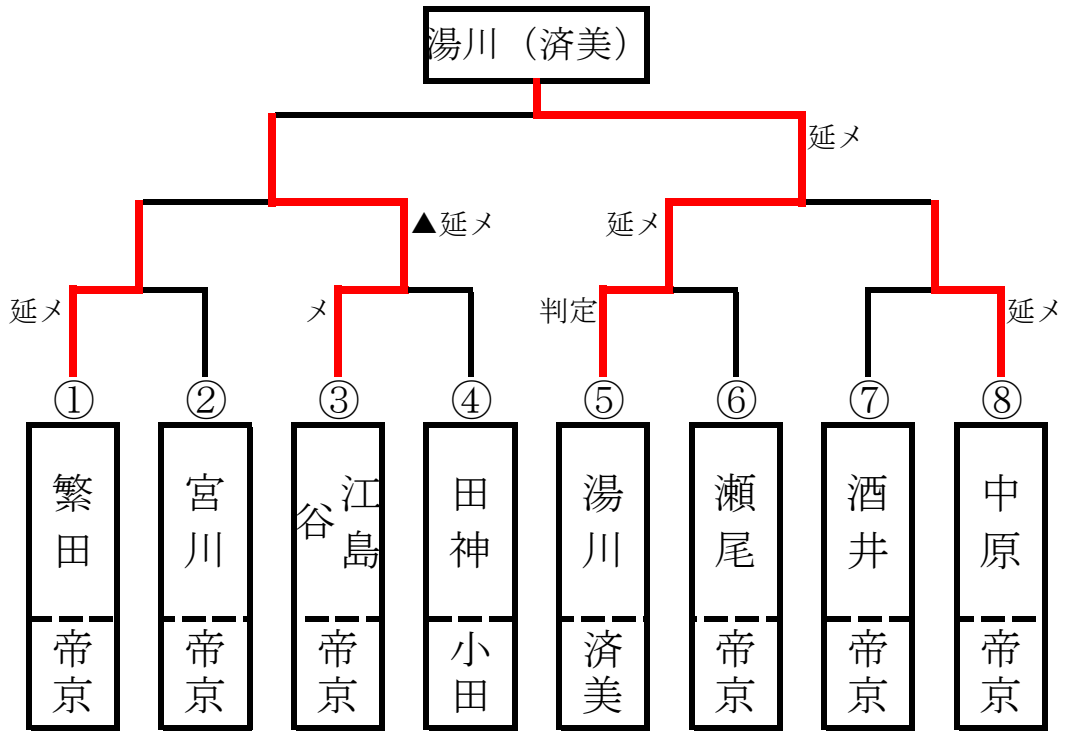 湯川（済美）
延メ
▲延メ
延メ
延メ
メ
判定
延メ
①
②
③
④
⑤
⑥
⑦
⑧
繁田
宮川
江島
谷
田神
湯川
瀬尾
酒井
中原
帝京
帝京
帝京
小田
済美
帝京
帝京
帝京